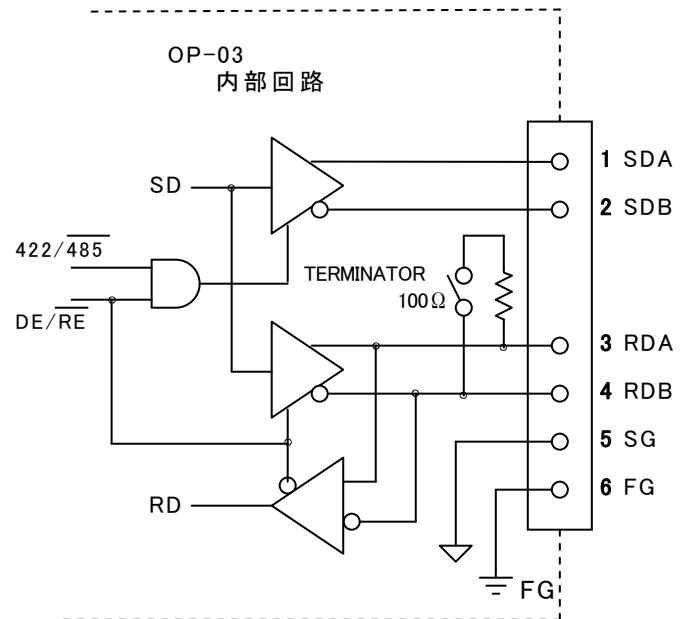 OP-03
内部回路
SD
422/485
DE/RE
TERMINATOR
100Ω
RD
1 SDA
2 SDB
3 RDA
4 RDB
5 SG
6 FG
FG